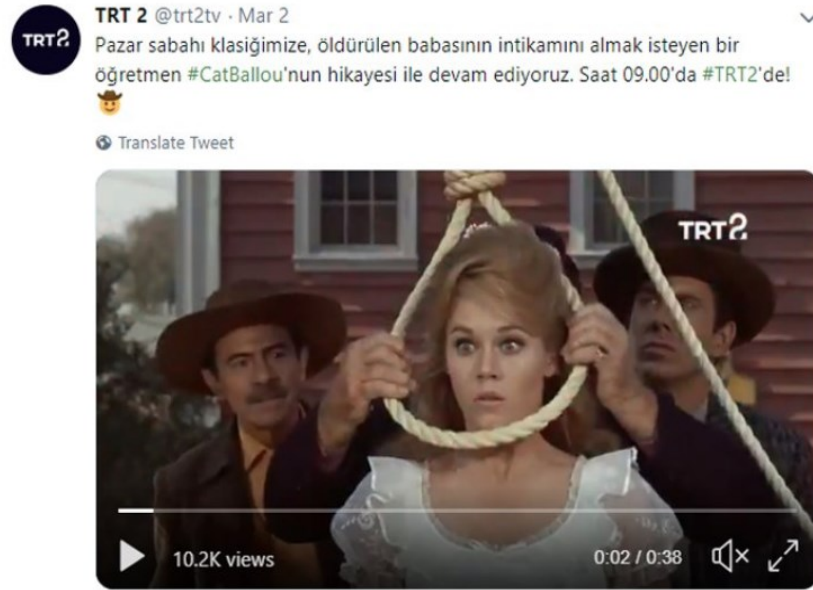 TRT2
TRT 2 @trt2tv · Mar 2
Pazar sabahı klasiğimize, öldürülen babasının intikamını almak isteyen bir
öğretmen #CatBallou'nun hikayesi ile devam ediyoruz. Saat 09.00'da #TRT2'de!
Translate Tweet
TRT2
10.2K views
0:02 / 0:38